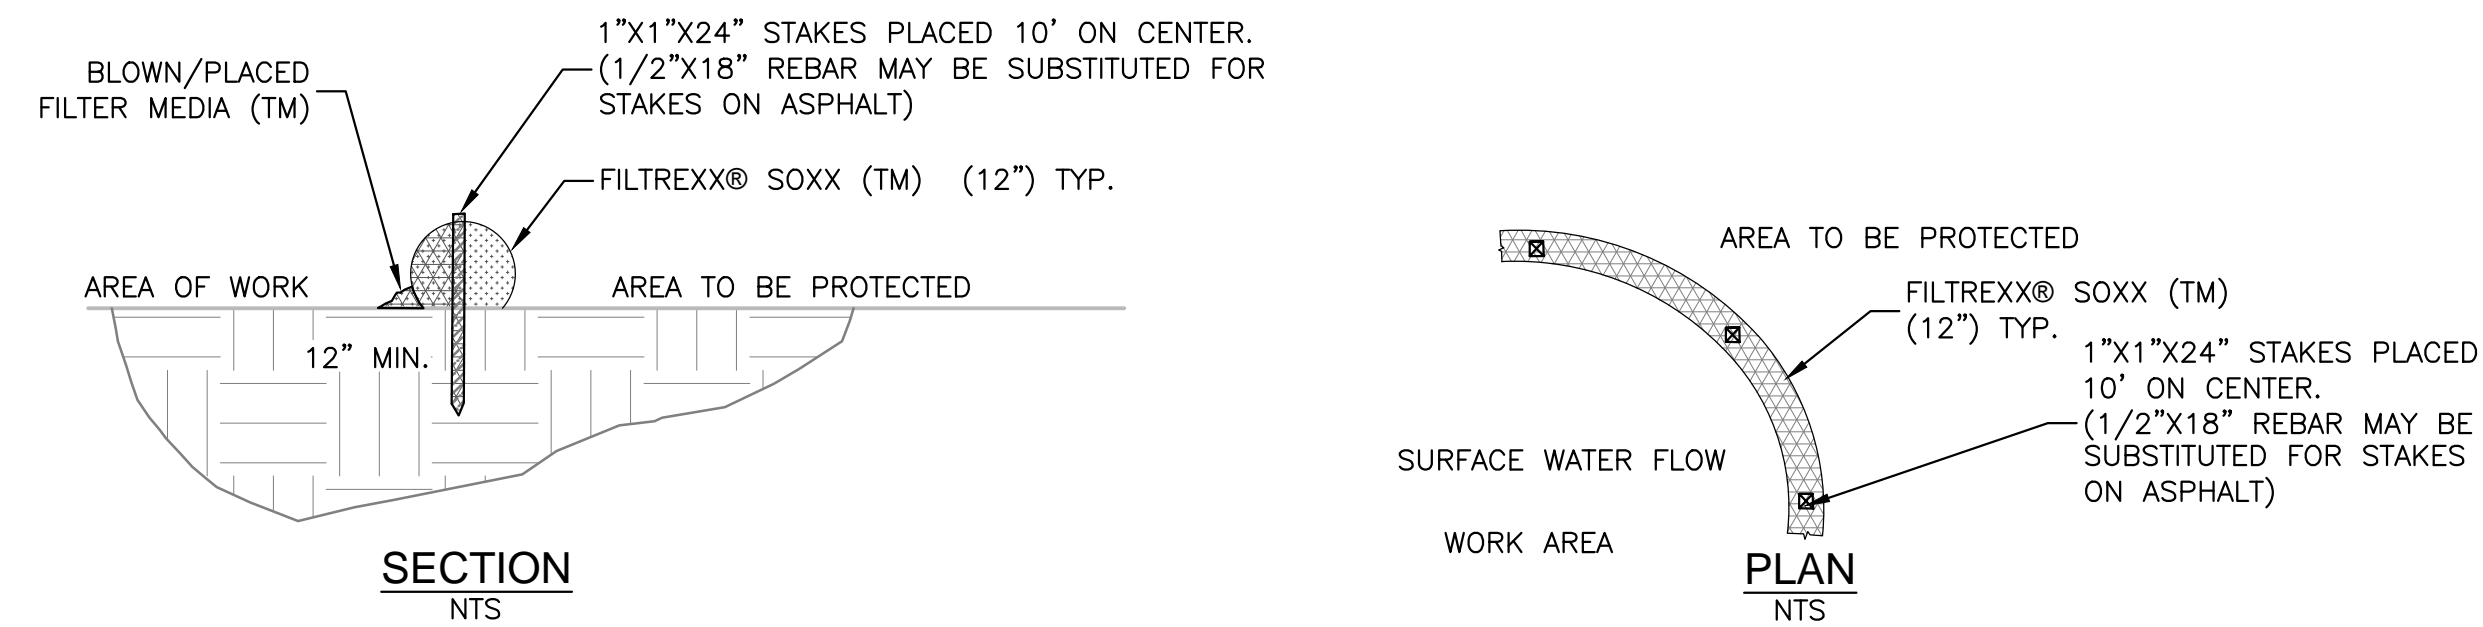 1”X1”X24” STAKES PLACED 10’ ON CENTER.
(1/2”X18” REBAR MAY BE SUBSTITUTED FOR
STAKES ON ASPHALT)
BLOWN/PLACED
FILTER MEDIA (TM)
FILTREXX® SOXX (TM) (12”) TYP.
AREA OF WORK
AREA TO BE PROTECTED
12” MIN.
SECTION
NTS
AREA TO BE PROTECTED
FILTREXX® SOXX (TM)
(12”) TYP.
1”X1”X24” STAKES PLACED
10’ ON CENTER.
(1/2”X18” REBAR MAY BE
SUBSTITUTED FOR STAKES
ON ASPHALT)
SURFACE WATER FLOW
WORK AREA
PLAN
NTS